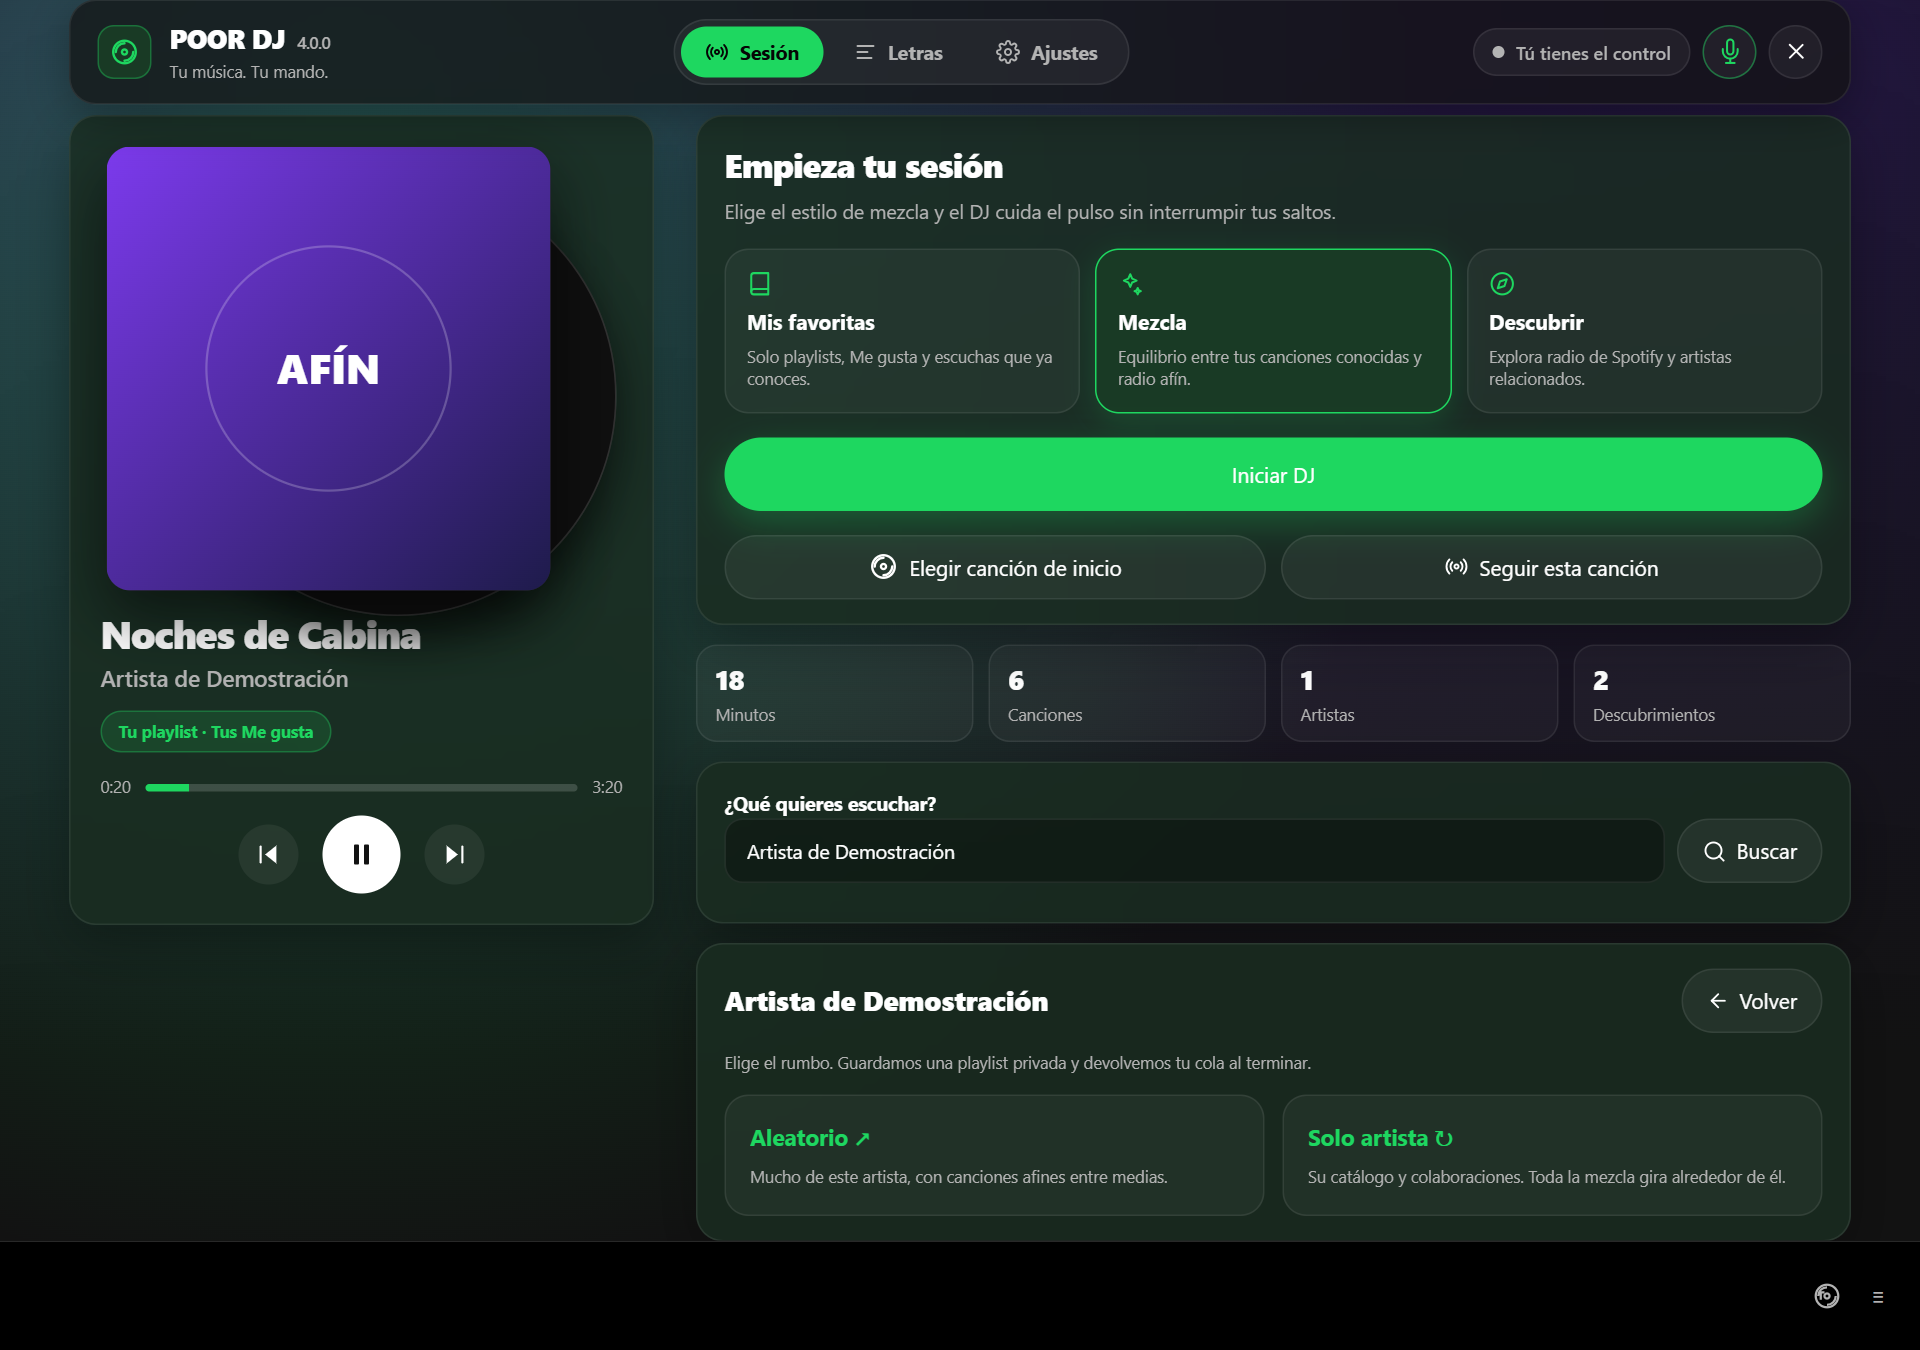 POOR DJ 4.0.0
Tu música. Tu mando.
Sesión
Letras
Ajustes
Tú tienes el control
AFÍN
Noches de Cabina
Artista de Demostración
Tu playlist · Tus Me gusta
0:20
3:20
Empieza tu sesión
Elige el estilo de mezcla y el DJ cuida el pulso sin interrumpir tus saltos.
Mis favoritas
Solo playlists, Me gusta y escuchas que ya
conoces.
Mezcla
Equilibrio entre tus canciones conocidas y
radio afín.
Descubrir
Explora radio de Spotify y artistas
relacionados.
Iniciar DJ
Elegir canción de inicio
Seguir esta canción
18
Minutos
6
Canciones
1
Artistas
2
Descubrimientos
¿Qué quieres escuchar?
Artista de Demostración
Buscar
Artista de Demostración
Volver
Elige el rumbo. Guardamos una playlist privada y devolvemos tu cola al terminar.
Aleatorio ↗
Mucho de este artista, con canciones afines entre medias.
Solo artista ↻
Su catálogo y colaboraciones. Toda la mezcla gira alrededor de él.